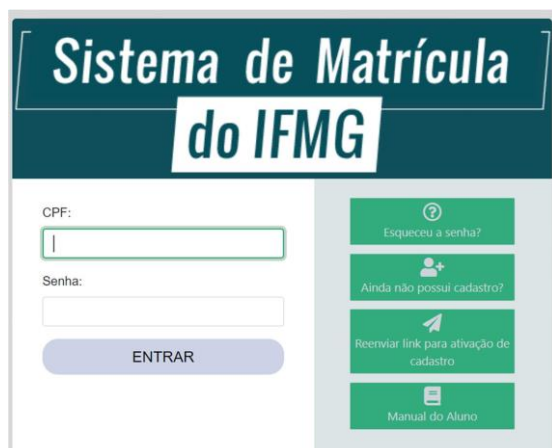 Sistema de Matrícula
do IFMG
CPF:
Senha:
ENTRAR
Esqueceu a senha?
Ainda não possui cadastro?
Reenviar link para ativação de
cadastro
Manual do Aluno